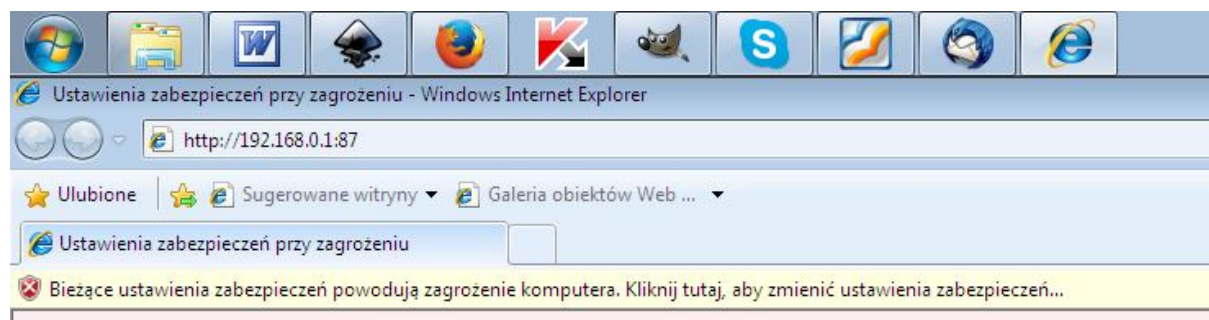 W
S
Ustawienia zabezpieczeń przy zagrożeniu - Windows Internet Explorer
http://192.168.0.1:87
Ulubione Sugerowane witryny Galeria obiektów Web ...
Ustawienia zabezpieczeń przy zagrożeniu
Bieżące ustawienia zabezpieczeń powodują zagrożenie komputera. Kliknij tutaj, aby zmienić ustawienia zabezpieczeń...